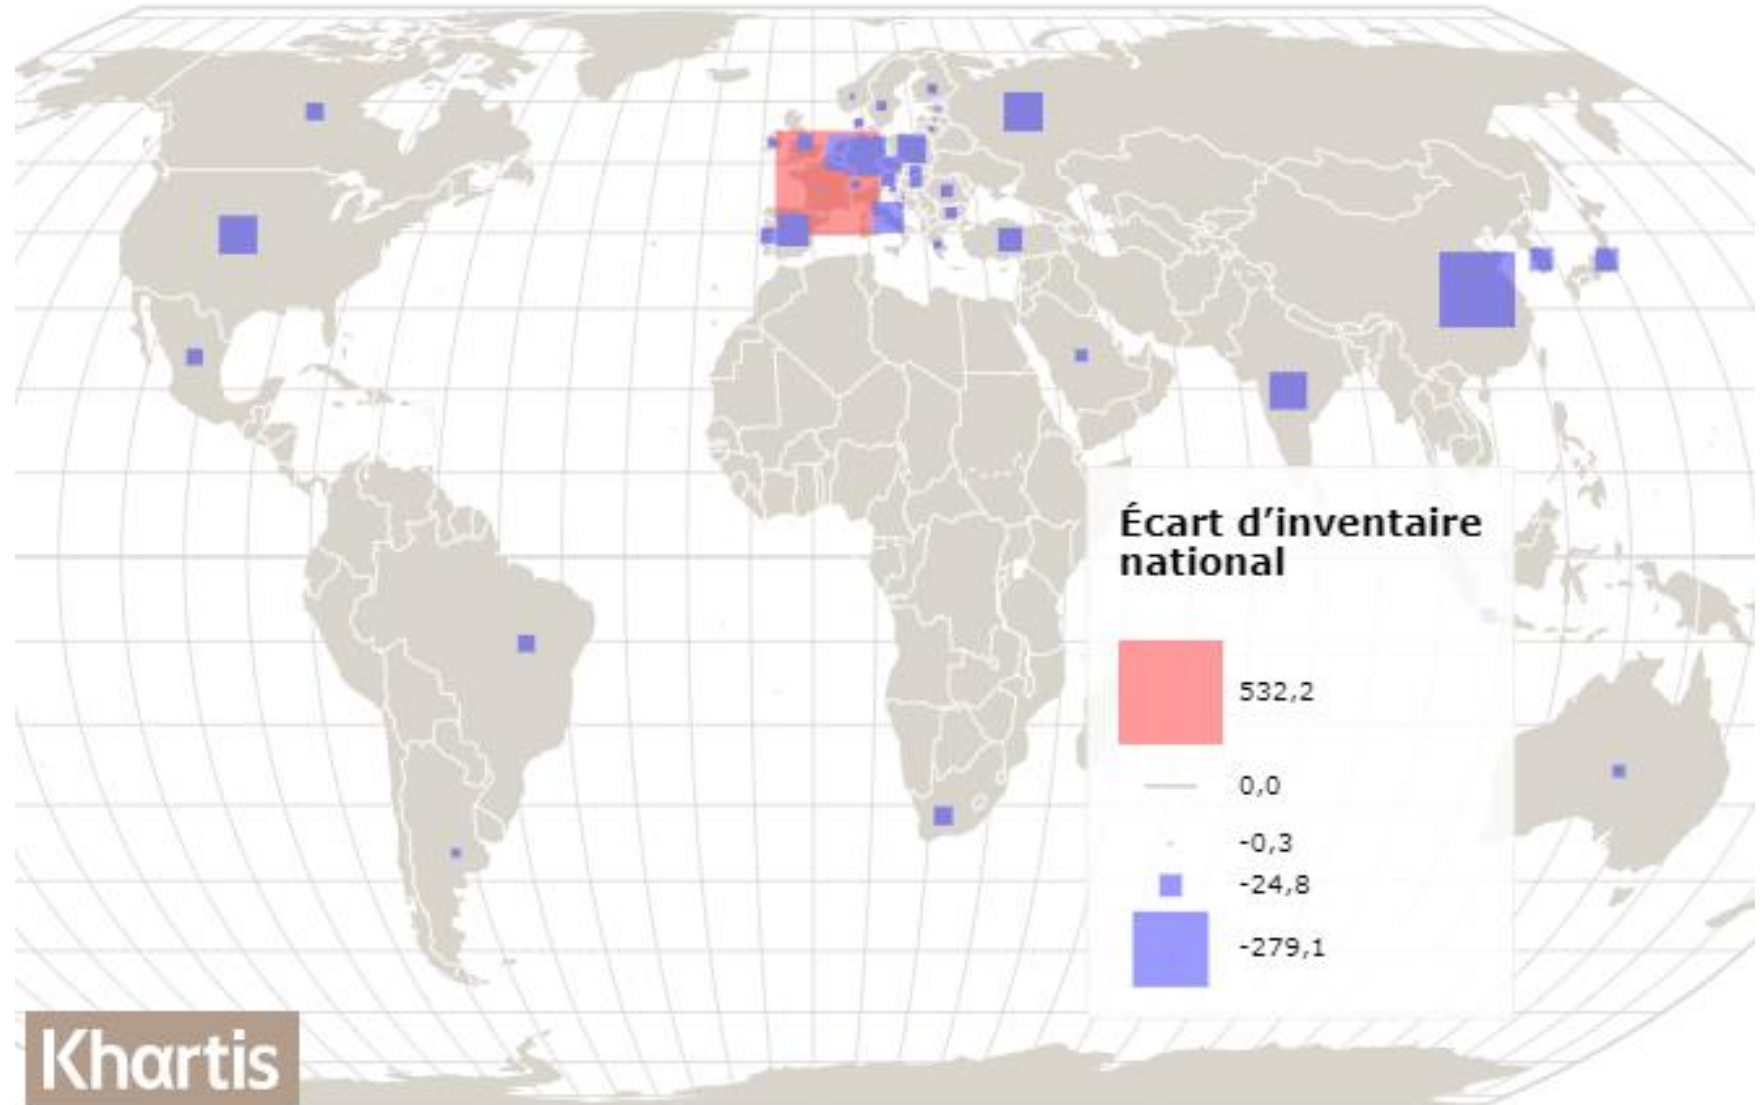 Écart d’inventaire
national
532,2
0,0
-0,3
-24,8
-279,1
Khartis